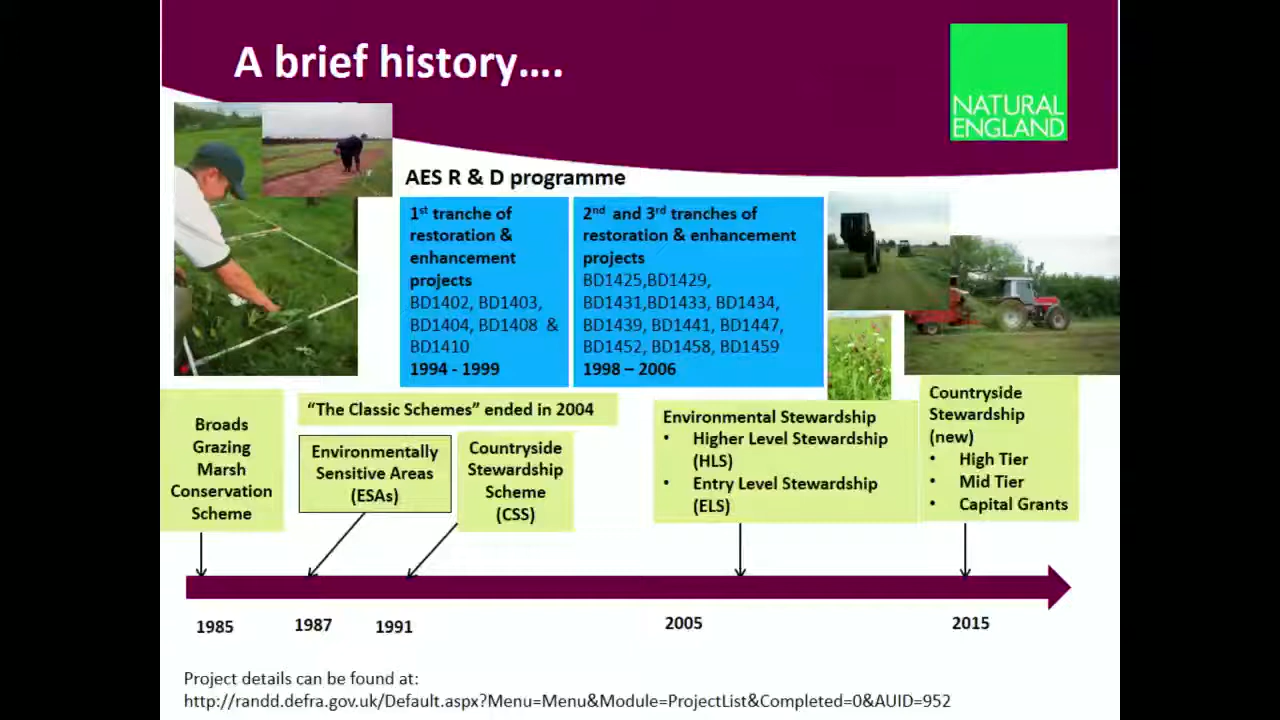 A brief history....
NATURAL
ENGLAND
AES R & D programme
1st tranche of
restoration &
enhancement
projects
BD1402, BD1403,
BD1404, BD1408 &
BD1410
1994 - 1999
2nd and 3rd tranches of
restoration & enhancement
projects
BD1425,BD1429,
BD1431,BD1433, BD1434,
BD1439, BD1441, BD1447,
BD1452, BD1458, BD1459
1998 – 2006
Broads
Grazing
Marsh
Conservation
Scheme
“The Classic Schemes” ended in 2004
Environmentally
Sensitive Areas
(ESAs)
Countryside
Stewardship
Scheme
(CSS)
Environmental Stewardship
• Higher Level Stewardship
(HLS)
• Entry Level Stewardship
(ELS)
Countryside
Stewardship
(new)
• High Tier
• Mid Tier
• Capital Grants
1985
1987
1991
2005
2015
Project details can be found at:
http://randd.defra.gov.uk/Default.aspx?Menu=Menu&Module=ProjectList&Completed=0&AUID=952